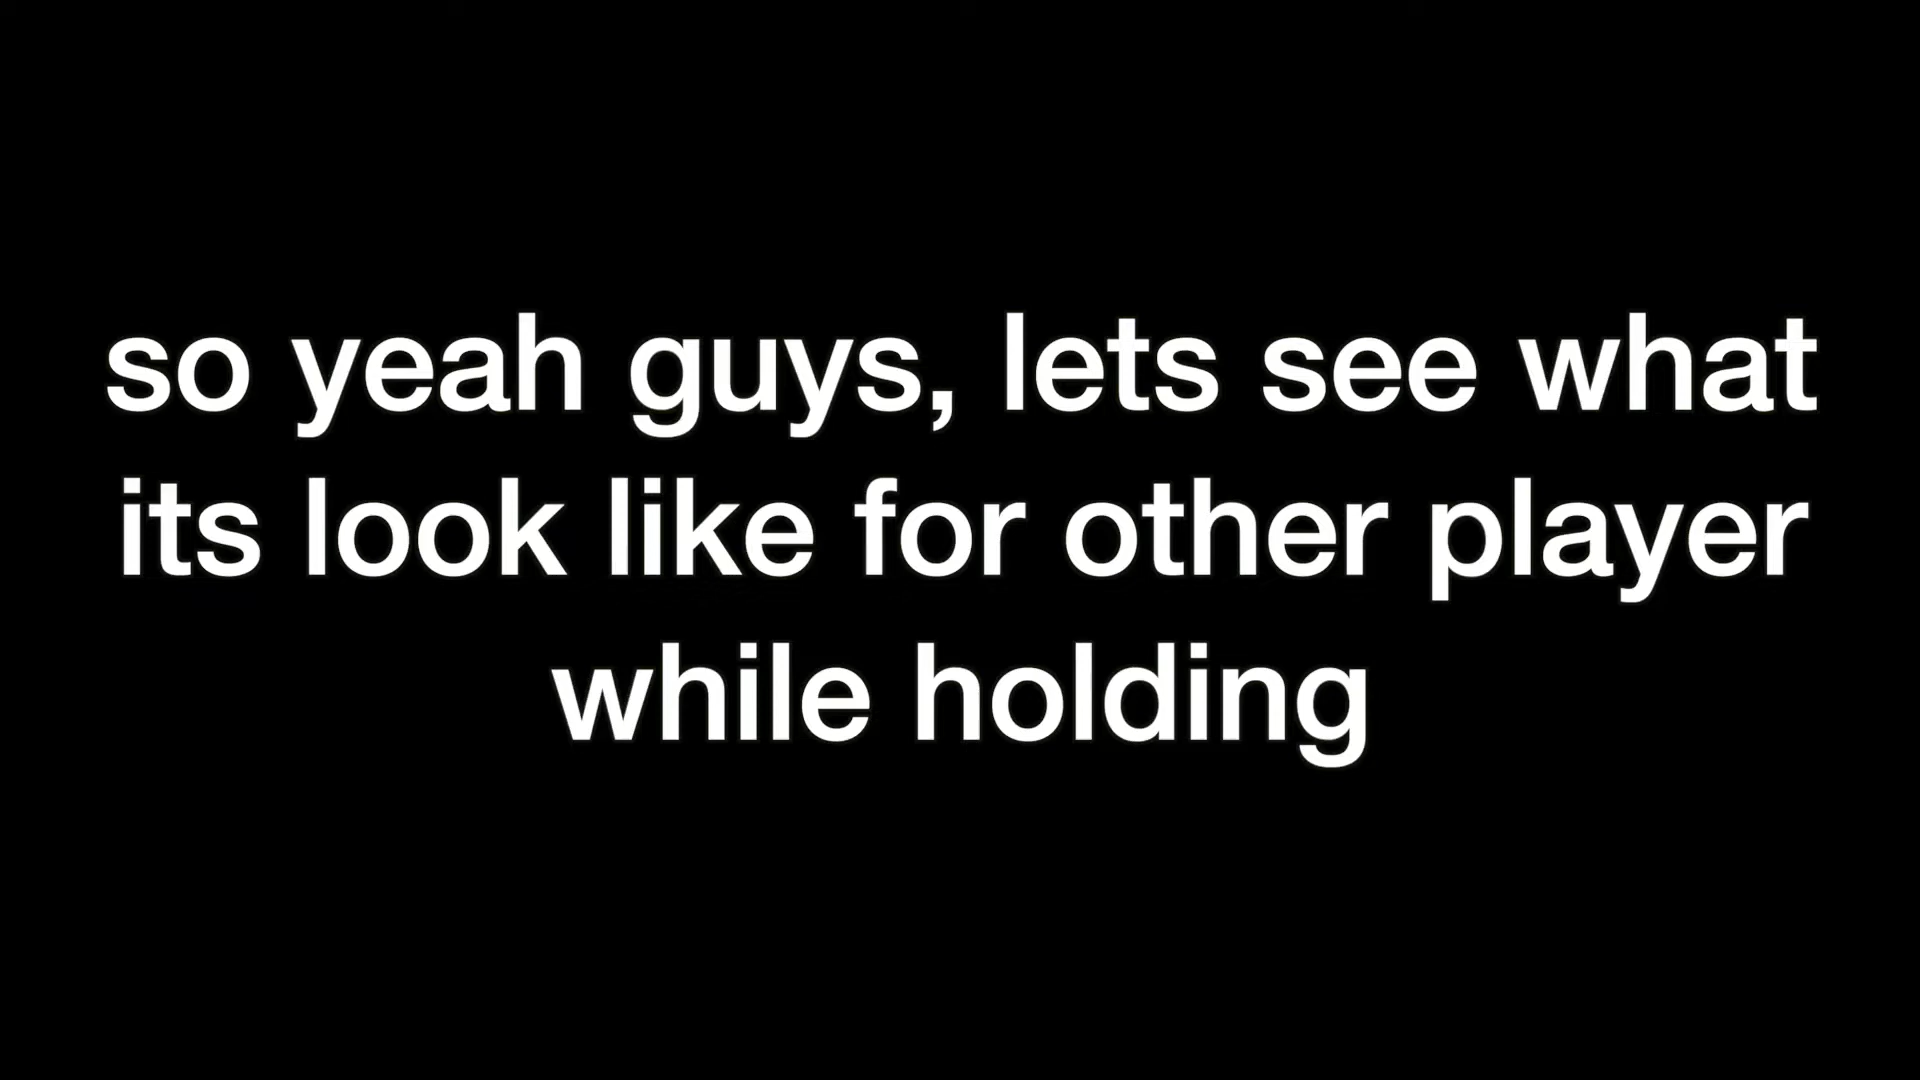 so yeah guys, lets see what
its look like for other player
while holding